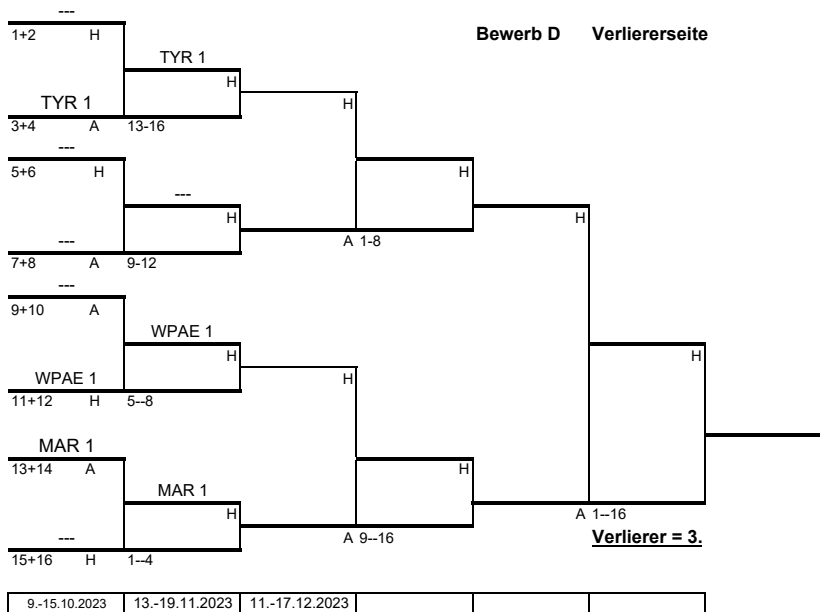 ---
Bewerb D Verliererseite
1+2 H
TYR 1
H
H
TYR 1
3+4 A 13-16
---
5+6 H
H
---
H
H
---
A 1-8
7+8 A 9-12
---
9+10 A
WPAE 1
H
H
H
WPAE 1
11+12 H 5--8
MAR 1
13+14 A
H
MAR 1
H
A 1--16
---
A 9--16
Verlierer = 3.
15+16 H 1--4
9.-15.10.2023 13.-19.11.2023 11.-17.12.2023